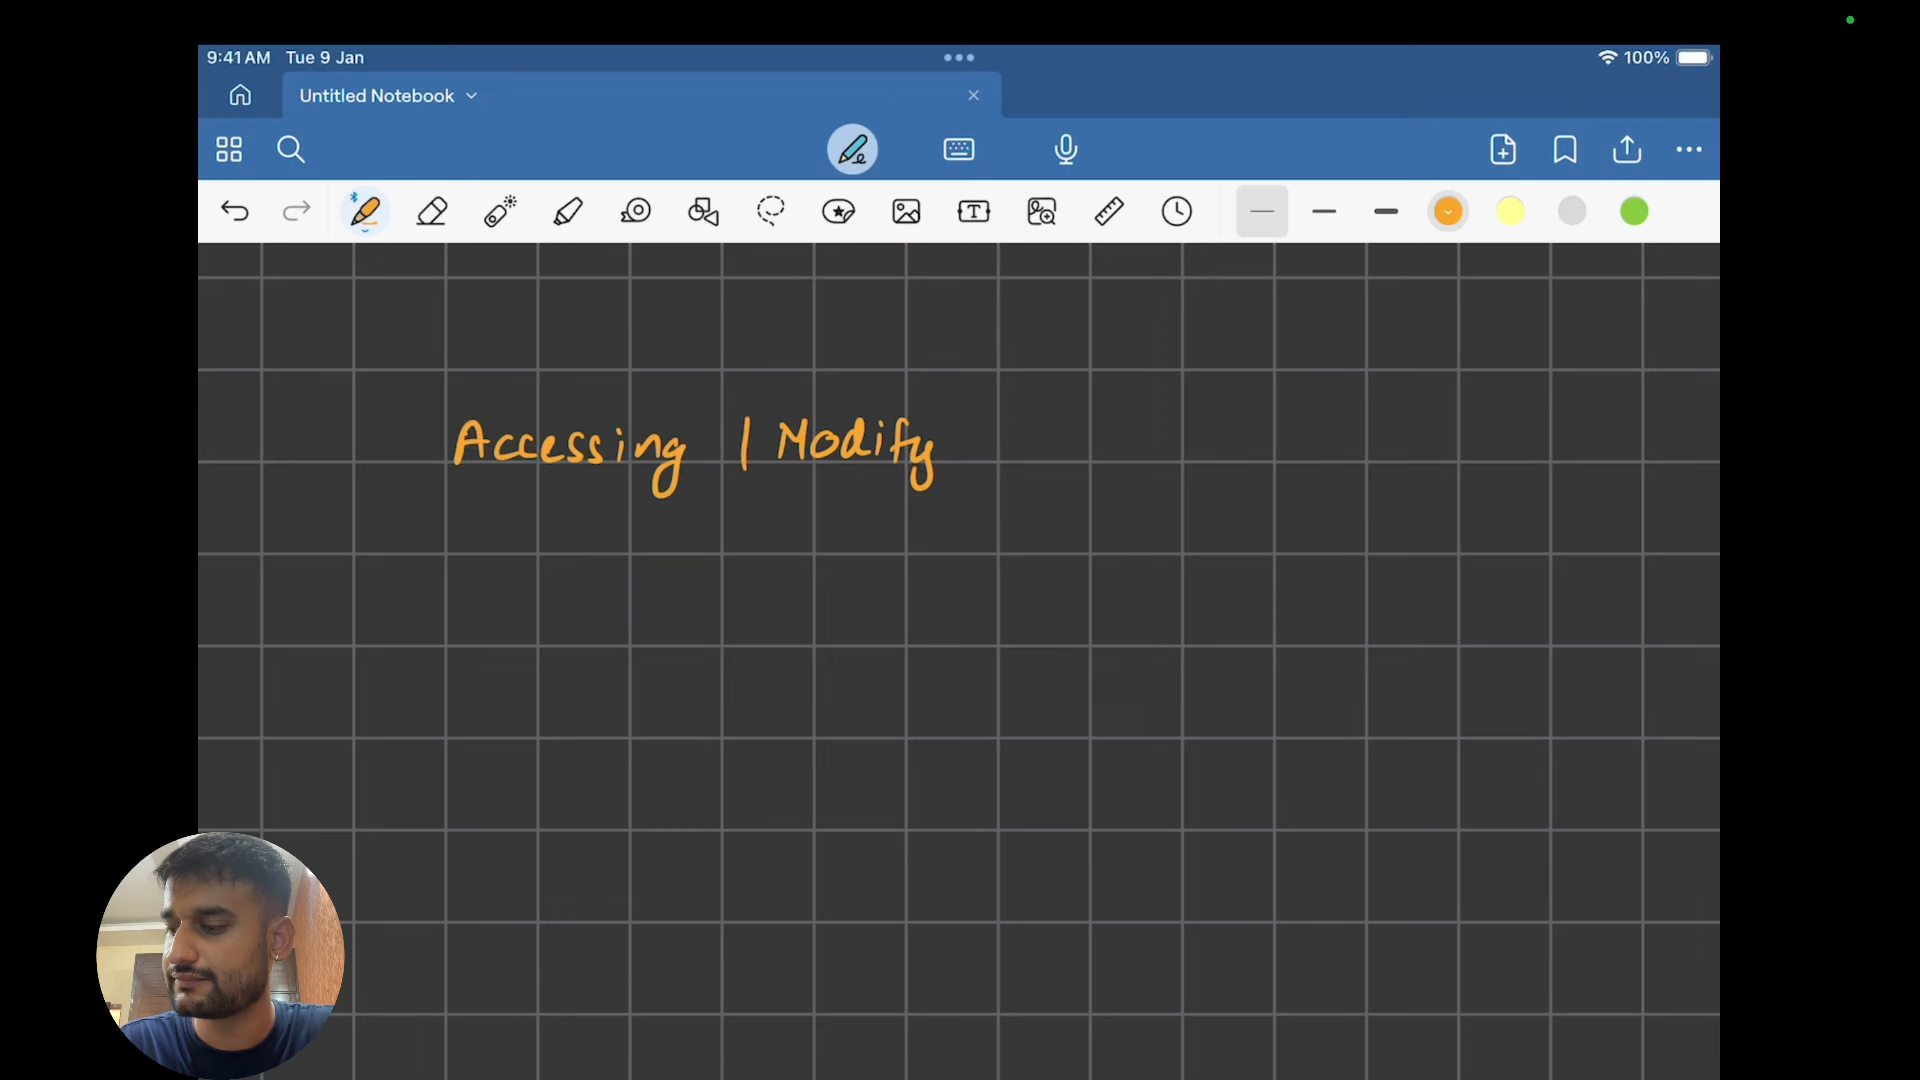 9:41 AM Tue 9 Jan 100%
Untitled Notebook
Accessing | Modify